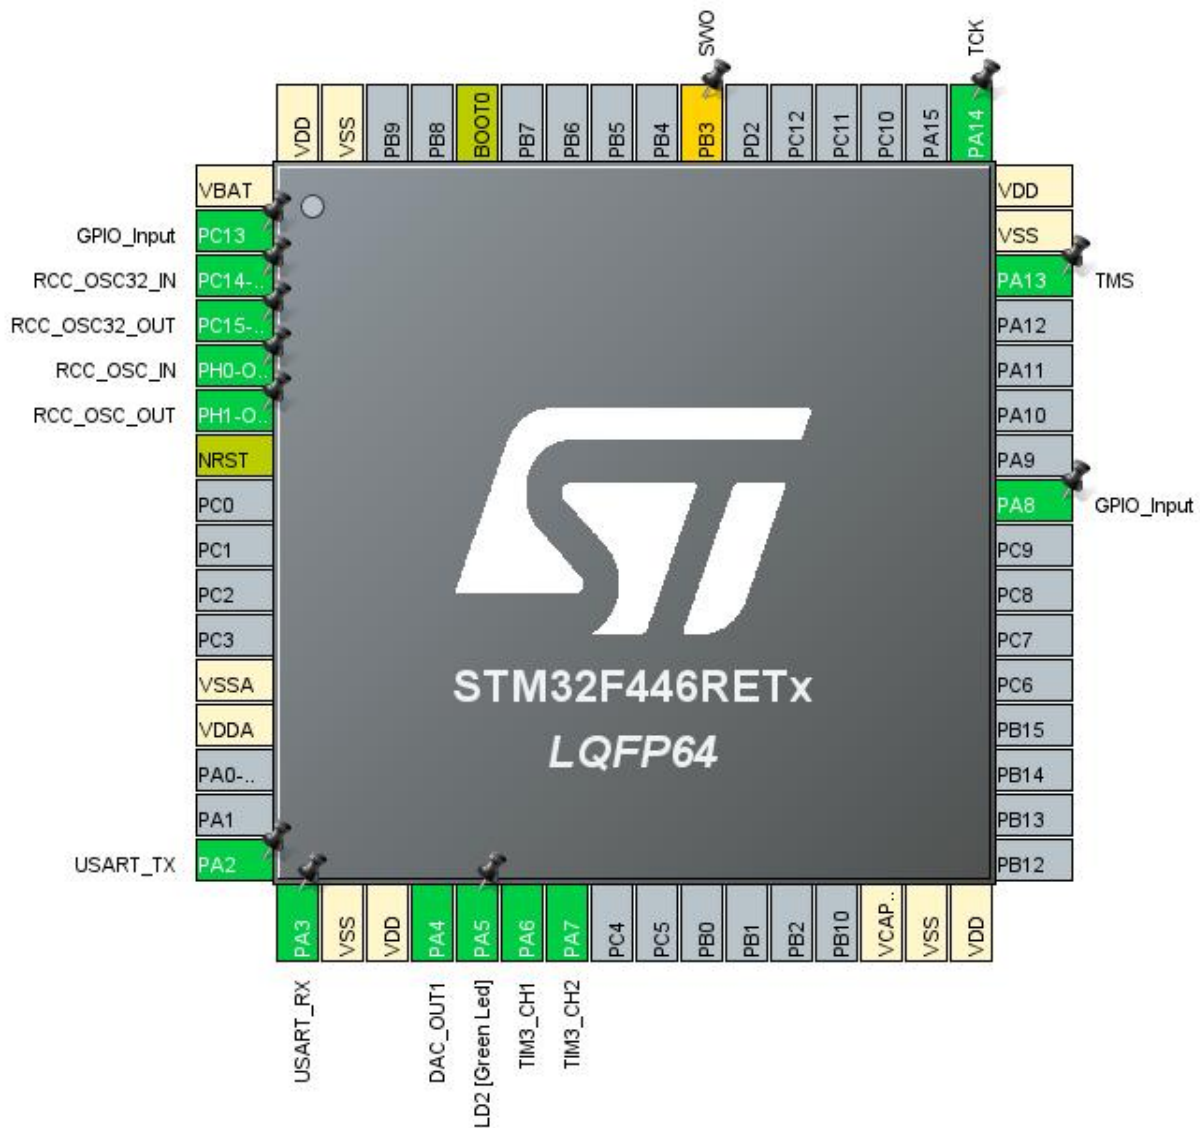 SWO
TCK
VDD
VSS
PB9
PB8
BOOT0
PB7
PB6
PB5
PB4
PB3
PD2
PC12
PC11
PC10
PA15
PA14
VBAT
GPIO_Input PC13
RCC_OSC32_IN PC14-..
RCC_OSC32_OUT PC15-..
RCC_OSC_IN PH0-O..
RCC_OSC_OUT PH1-O..
NRST
PC0
PC1
PC2
PC3
VSSA
VDDA
PA0-..
PA1
USART_TX PA2
VDD
VSS
PA13 TMS
PA12
PA11
PA10
PA9
PA8 GPIO_Input
PC9
PC8
PC7
PC6
PB15
PB14
PB13
PB12
ST
STM32F446RETx
LQFP64
PA3
VSS
VDD
PA4
PA5
PA6
PA7
PC4
PC5
PB0
PB1
PB2
PB10
VCAP..
VSS
VDD
USART_RX
DAC_OUT1
LD2 [Green Led]
TIM3_CH1
TIM3_CH2